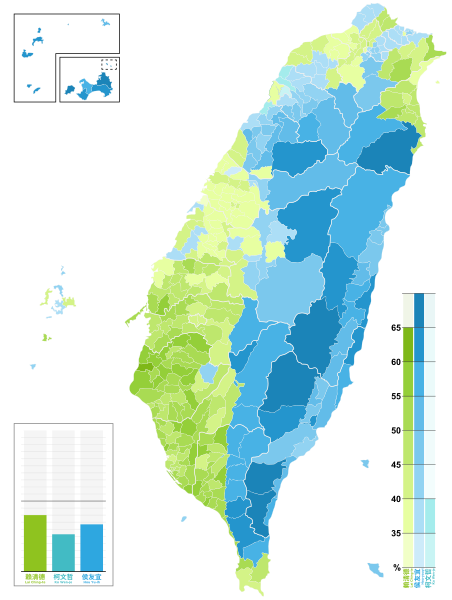 65
60
55
50
45
40
35
%
賴清德
侯友宜
柯文哲
賴清德
柯文哲
侯友宜
Lai Ching-te
Ko Wen-je
Hou Yu-ih